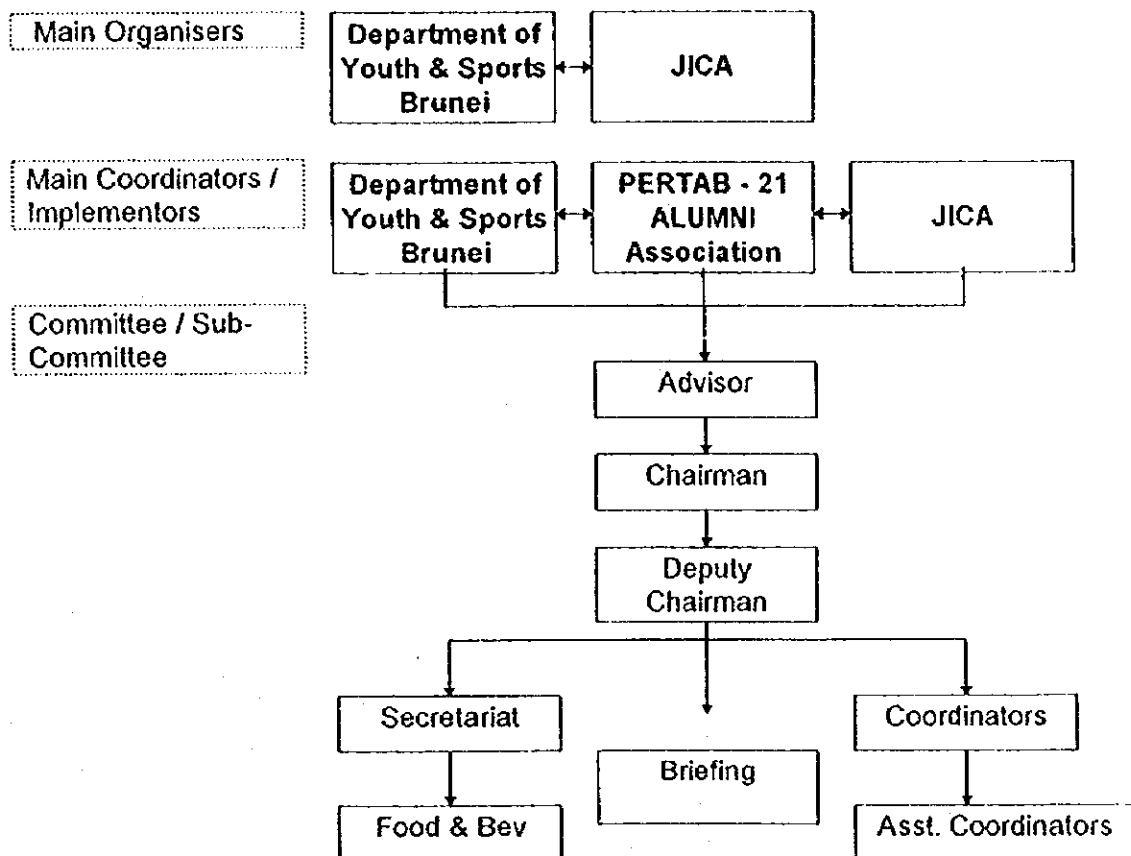 Main Organisers
Department of
Youth & Sports
Brunei
JICA
Main Coordinators /
Implementors
Department of
Youth & Sports
Brunei
PERTAB - 21
ALUMNI
Association
JICA
Committee / Sub-
Committee
Advisor
Chairman
Deputy
Chairman
Secretariat
Briefing
Coordinators
Food & Bev
Asst. Coordinators